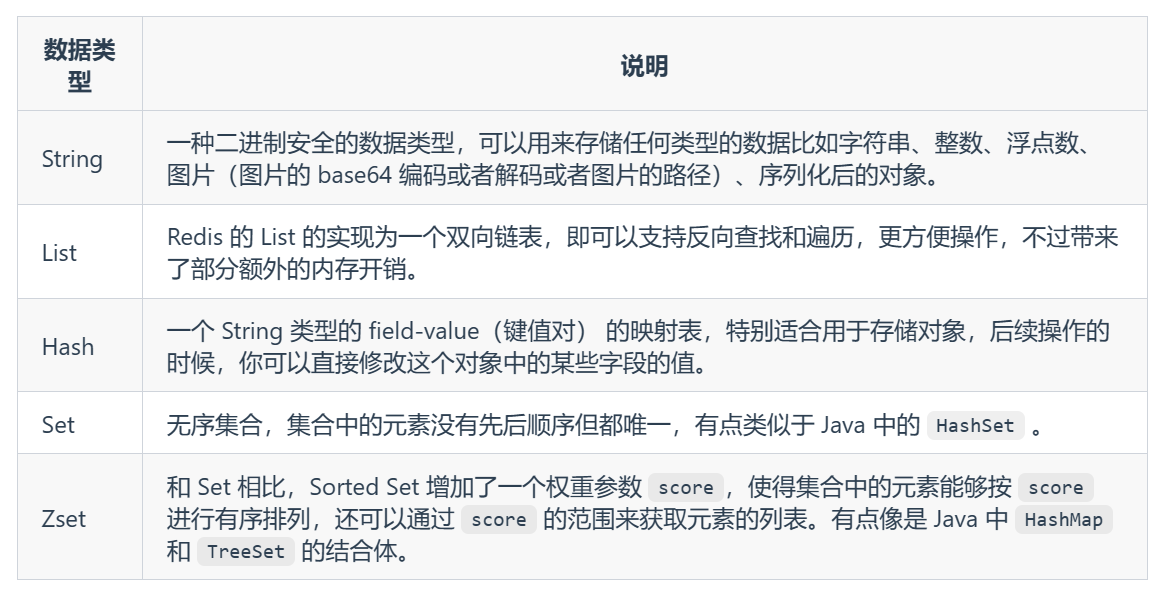 数据类
型
说明
String
一种二进制安全的数据类型，可以用来存储任何类型的数据比如字符串、整数、浮点数、
图片（图片的 base64 编码或者解码或者图片的路径）、序列化后的对象。
List
Redis 的 List 的实现为一个双向链表，即可以支持反向查找和遍历，更方便操作，不过带来
了部分额外的内存开销。
Hash
一个 String 类型的 field-value（键值对） 的映射表，特别适合用于存储对象，后续操作的
时候，你可以直接修改这个对象中的某些字段的值。
Set
无序集合，集合中的元素没有先后顺序但都唯一，有点类似于 Java 中的 HashSet 。
Zset
和 Set 相比，Sorted Set 增加了一个权重参数 score ，使得集合中的元素能够按 score
进行有序排列，还可以通过 score 的范围来获取元素的列表。有点像是 Java 中 HashMap
和 TreeSet 的结合体。